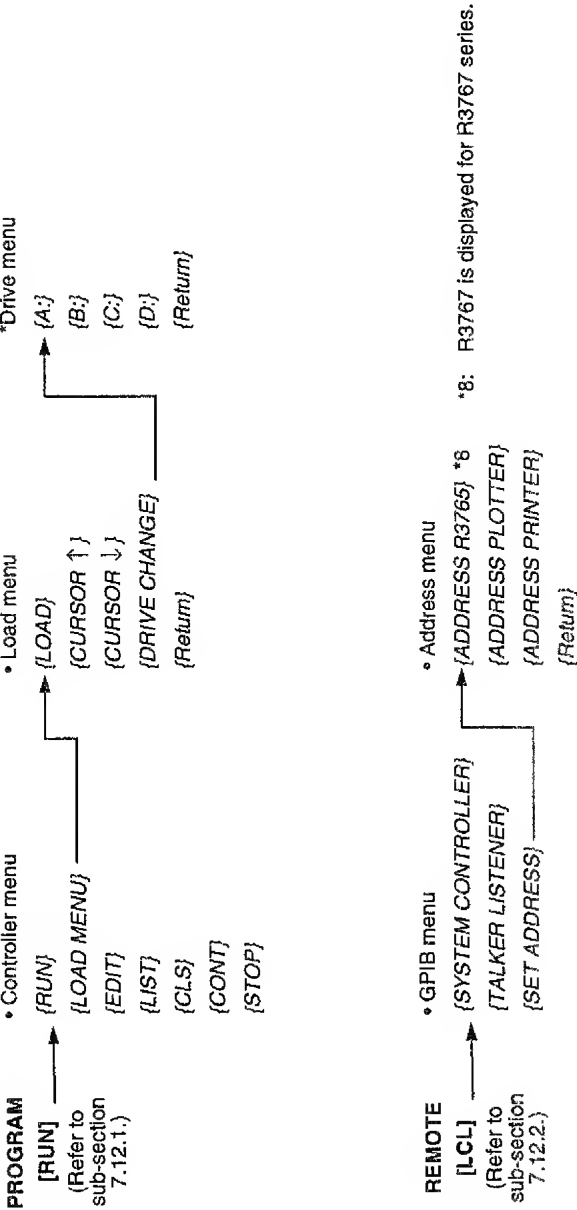 PROGRAM
[RUN]
(Refer to
sub-section
7.12.1.)
• Controller menu
{RUN}
{LOAD MENU}
{EDIT}
{LIST}
{CLS}
{CONT}
{STOP}
• Load menu
{LOAD}
{CURSOR ↑}
{CURSOR ↓}
{DRIVE CHANGE}
{Return}
*Drive menu
{A:}
{B:}
{C:}
{D:}
{Return}
REMOTE
[LCL]
(Refer to
sub-section
7.12.2.)
• GPIB menu
{SYSTEM CONTROLLER}
{TALKER LISTENER}
{SET ADDRESS}
• Address menu
{ADDRESS R3765} *8
{ADDRESS PLOTTER}
{ADDRESS PRINTER}
{Return}
*8: R3767 is displayed for R3767 series.